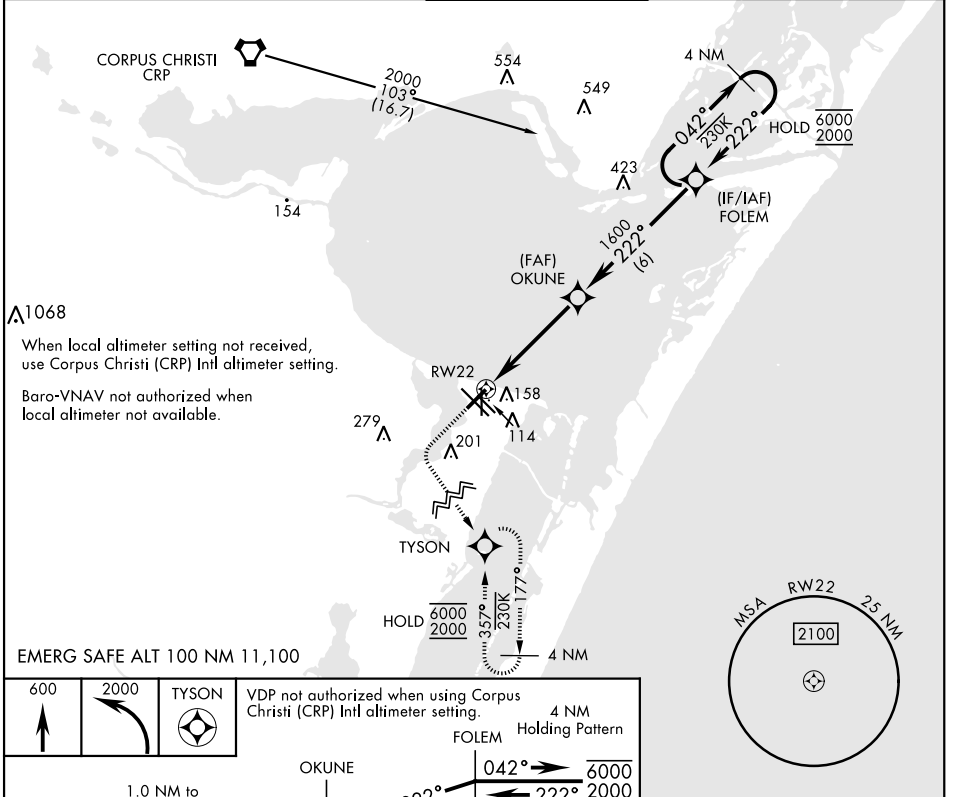 CORPUS CHRISTI
CRP
2000
103°
(16.7)
554
549
4 NM
042°
230K
222°
HOLD 6000
2000
423
(IF/IAF)
FOLEM
154
1600
222°
(6)
(FAF)
OKUNE
1068
When local altimeter setting not received,
use Corpus Christi (CRP) Intl altimeter setting.
Baro-VNAV not authorized when
local altimeter not available.
RW22
158
114
279
201
TYSON
HOLD 6000
2000
357°
230K
177°
4 NM
MSA RW22 25 NM
2100
EMERG SAFE ALT 100 NM 11,100
600
2000
TYSON
VDP not authorized when using Corpus
Christi (CRP) Intl altimeter setting.
4 NM
Holding Pattern
FOLEM
OKUNE
042°
6000
222°
2000
1.0 NM to